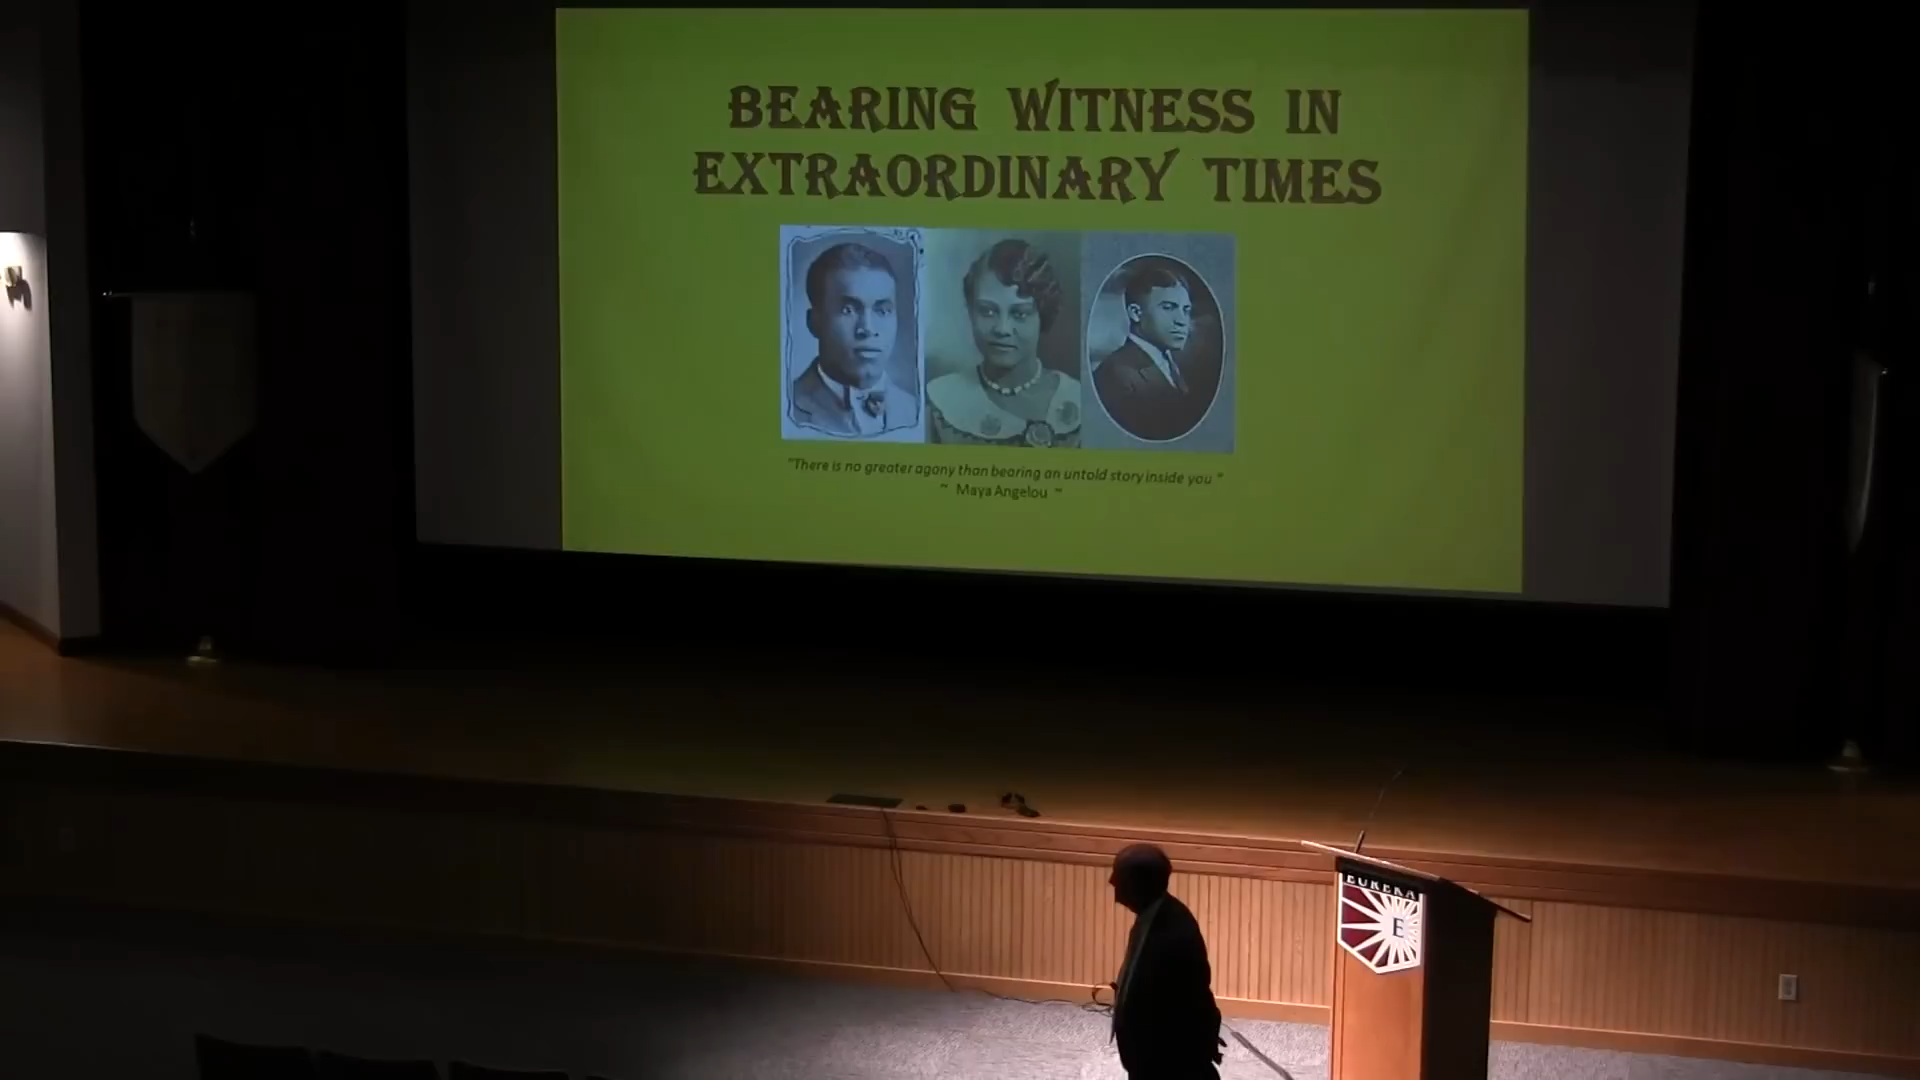 BEARING WITNESS IN
EXTRAORDINARY TIMES
"There is no greater agony than bearing an untold story inside you "
~ Maya Angelou ~
EUREKA
E